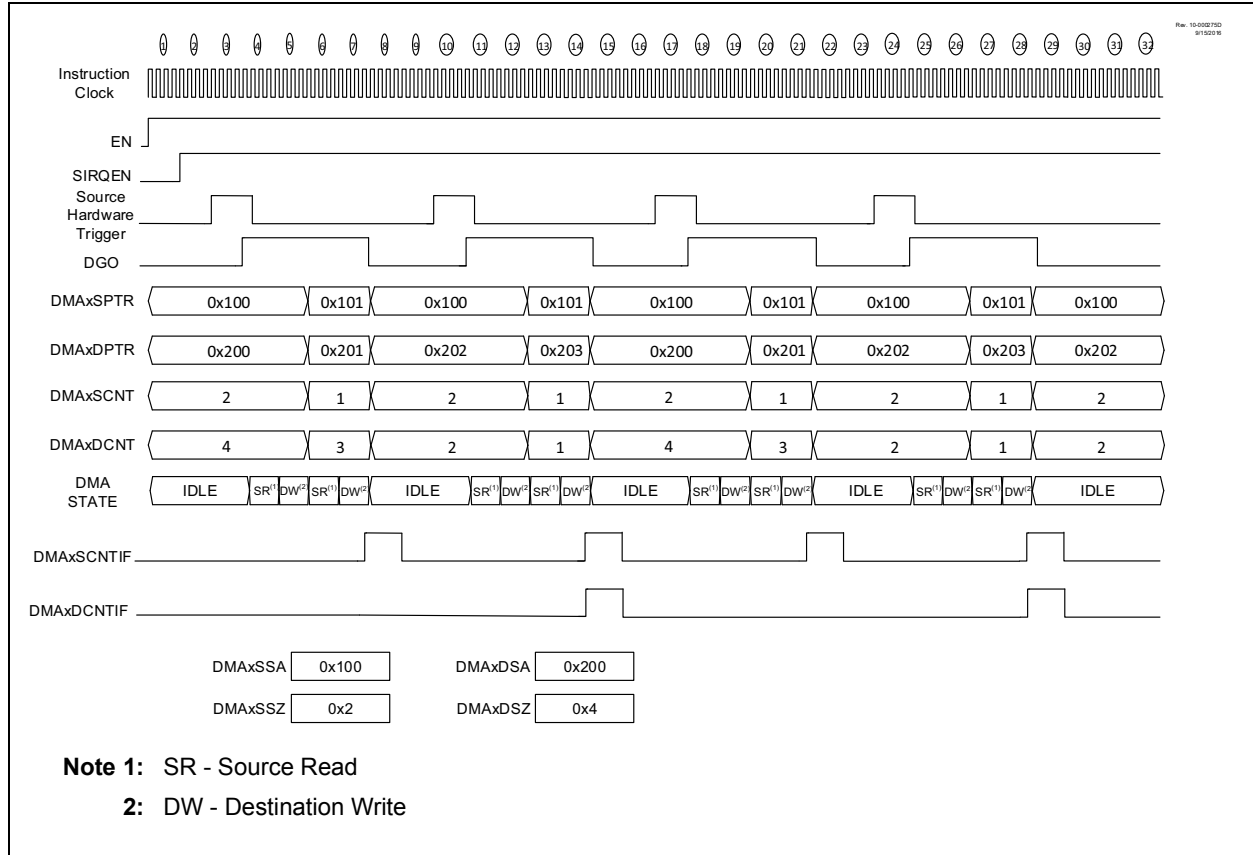 Rev. 10-000275D
9/15/2016
1 2 3 4 5 6 7 8 9 10 11 12 13 14 15 16 17 18 19 20 21 22 23 24 25 26 27 28 29 30 31 32
Instruction
Clock
EN
SIRQEN
Source
Hardware
Trigger
DGO
DMAxSPTR 0x100 0x101 0x100 0x101 0x100 0x101 0x100 0x101 0x100
DMAxDPTR 0x200 0x201 0x202 0x203 0x200 0x201 0x202 0x203 0x202
DMAxSCNT 2 1 2 1 2 1 2 1 2
DMAxDCNT 4 3 2 1 4 3 2 1 2
DMA
STATE
IDLE SR(1) DW(2) SR(1) DW(2) IDLE SR(1) DW(2) SR(1) DW(2) IDLE SR(1) DW(2) SR(1) DW(2) IDLE SR(1) DW(2) SR(1) DW(2) IDLE
DMAxSCNTIF
DMAxDCNTIF
DMAxSSA 0x100 DMAxDSA 0x200
DMAxSSZ 0x2 DMAxDSZ 0x4
Note 1: SR - Source Read
2: DW - Destination Write